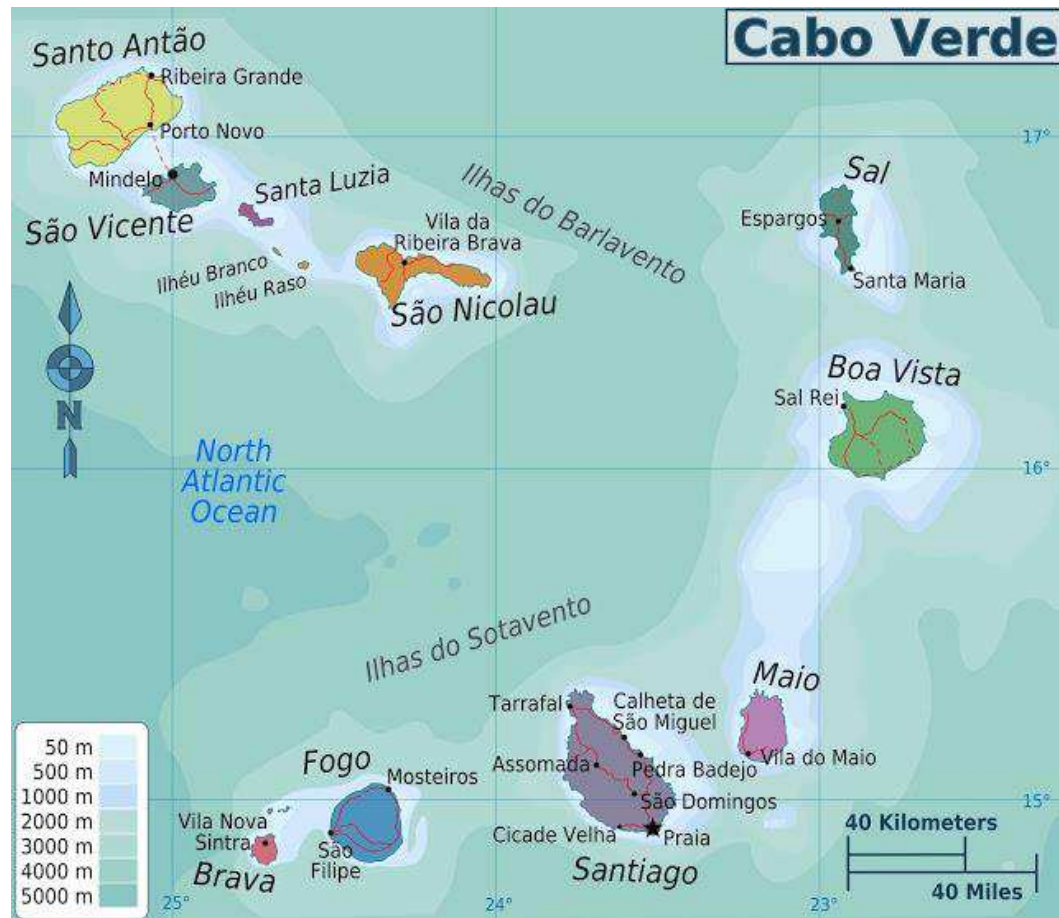 Cabo Verde
Santo Antão
Ribeira Grande
Porto Novo
17°
Mindelo
Santa Luzia
São Vicente
Ilhas do Barlavento
Sal
Espargos
Santa Maria
Vila da
Ribeira Brava
Ilhéu Branco
Ilhéu Raso
São Nicolau
Boa Vista
Sal Rei
N
North
Atlantic
Ocean
16°
Ilhas do Sotavento
Maio
Tarrafal
Calheta de
São Miguel
Vila do Maio
Assomada
Pedra Badejo
São Domingos
15°
Cicade Velha
Praia
Santiago
Fogo
Mosteiros
Vila Nova
Sintra
São
Filipe
Brava
50 m
500 m
1000 m
2000 m
3000 m
4000 m
5000 m
40 Kilometers
40 Miles
25°
24°
23°